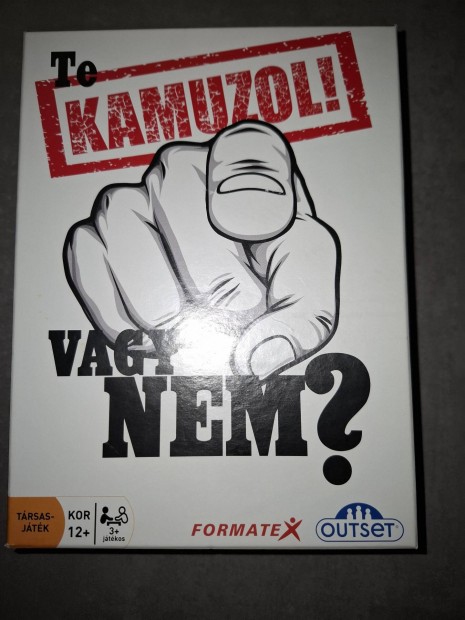 Te
KAMUZOL!
VAGY
NEM?
TÁRSAS-
JÁTÉK
KOR
12+
3+
játékos
FORMATEX
OUTSET